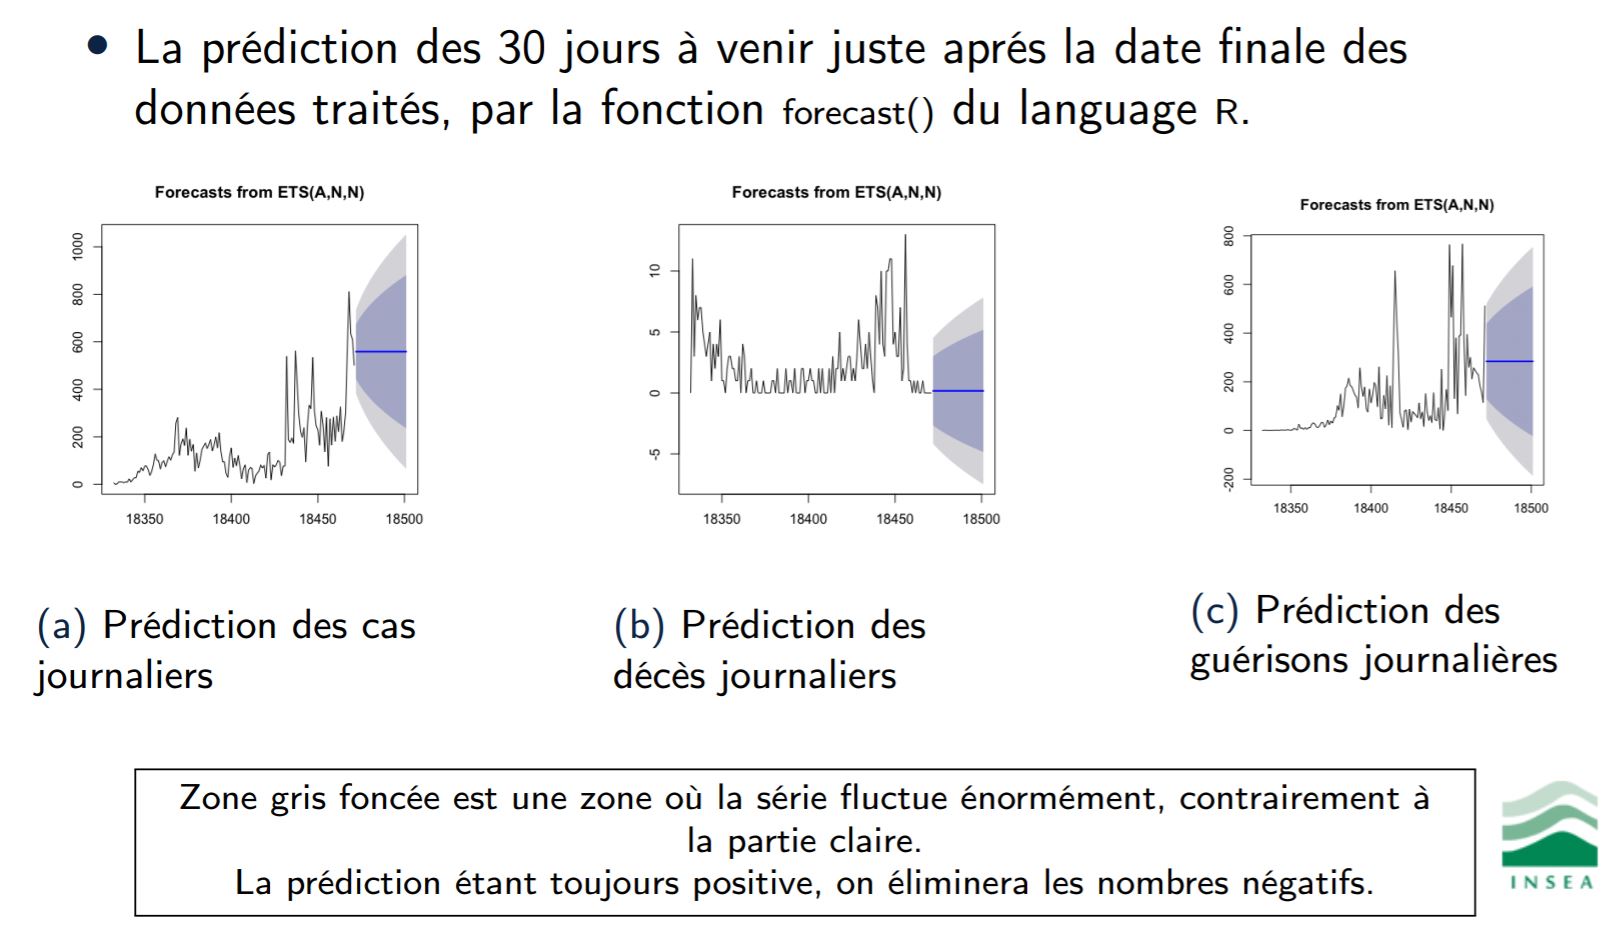 • La prédiction des 30 jours à venir juste aprés la date finale des
données traités, par la fonction forecast() du language R.
Forecasts from ETS(A,N,N)
1000
800
600
400
200
0
18350 18400 18450 18500
(a) Prédiction des cas
journaliers
Forecasts from ETS(A,N,N)
10
5
0
-5
18350 18400 18450 18500
(b) Prédiction des
décès journaliers
Forecasts from ETS(A,N,N)
800
600
400
200
0
-200
18350 18400 18450 18500
(c) Prédiction des
guérisons journalières
Zone gris foncée est une zone où la série fluctue énormément, contrairement à
la partie claire.
La prédiction étant toujours positive, on éliminera les nombres négatifs.
INSEA